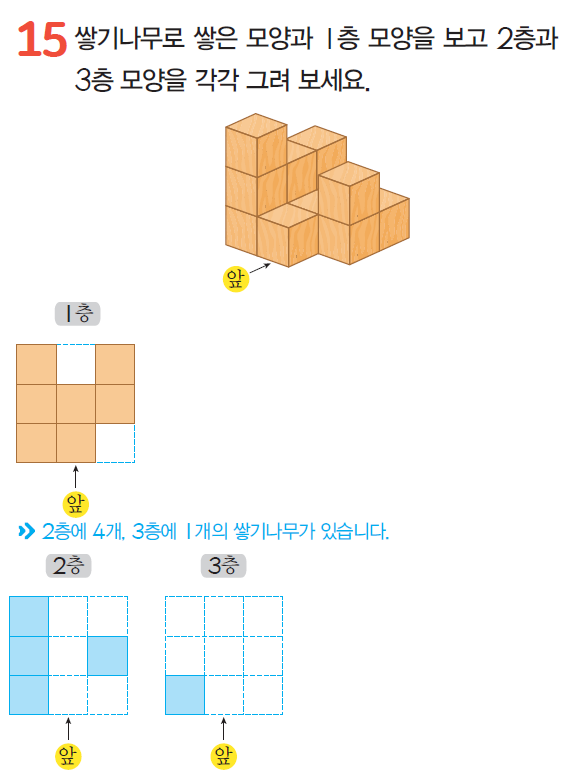 15 쌓기나무로 쌓은 모양과 1층 모양을 보고 2층과
3층 모양을 각각 그려 보세요.
앞
1층
앞
» 2층에 4개, 3층에 1개의 쌓기나무가 있습니다.
2층 3층
앞 앞